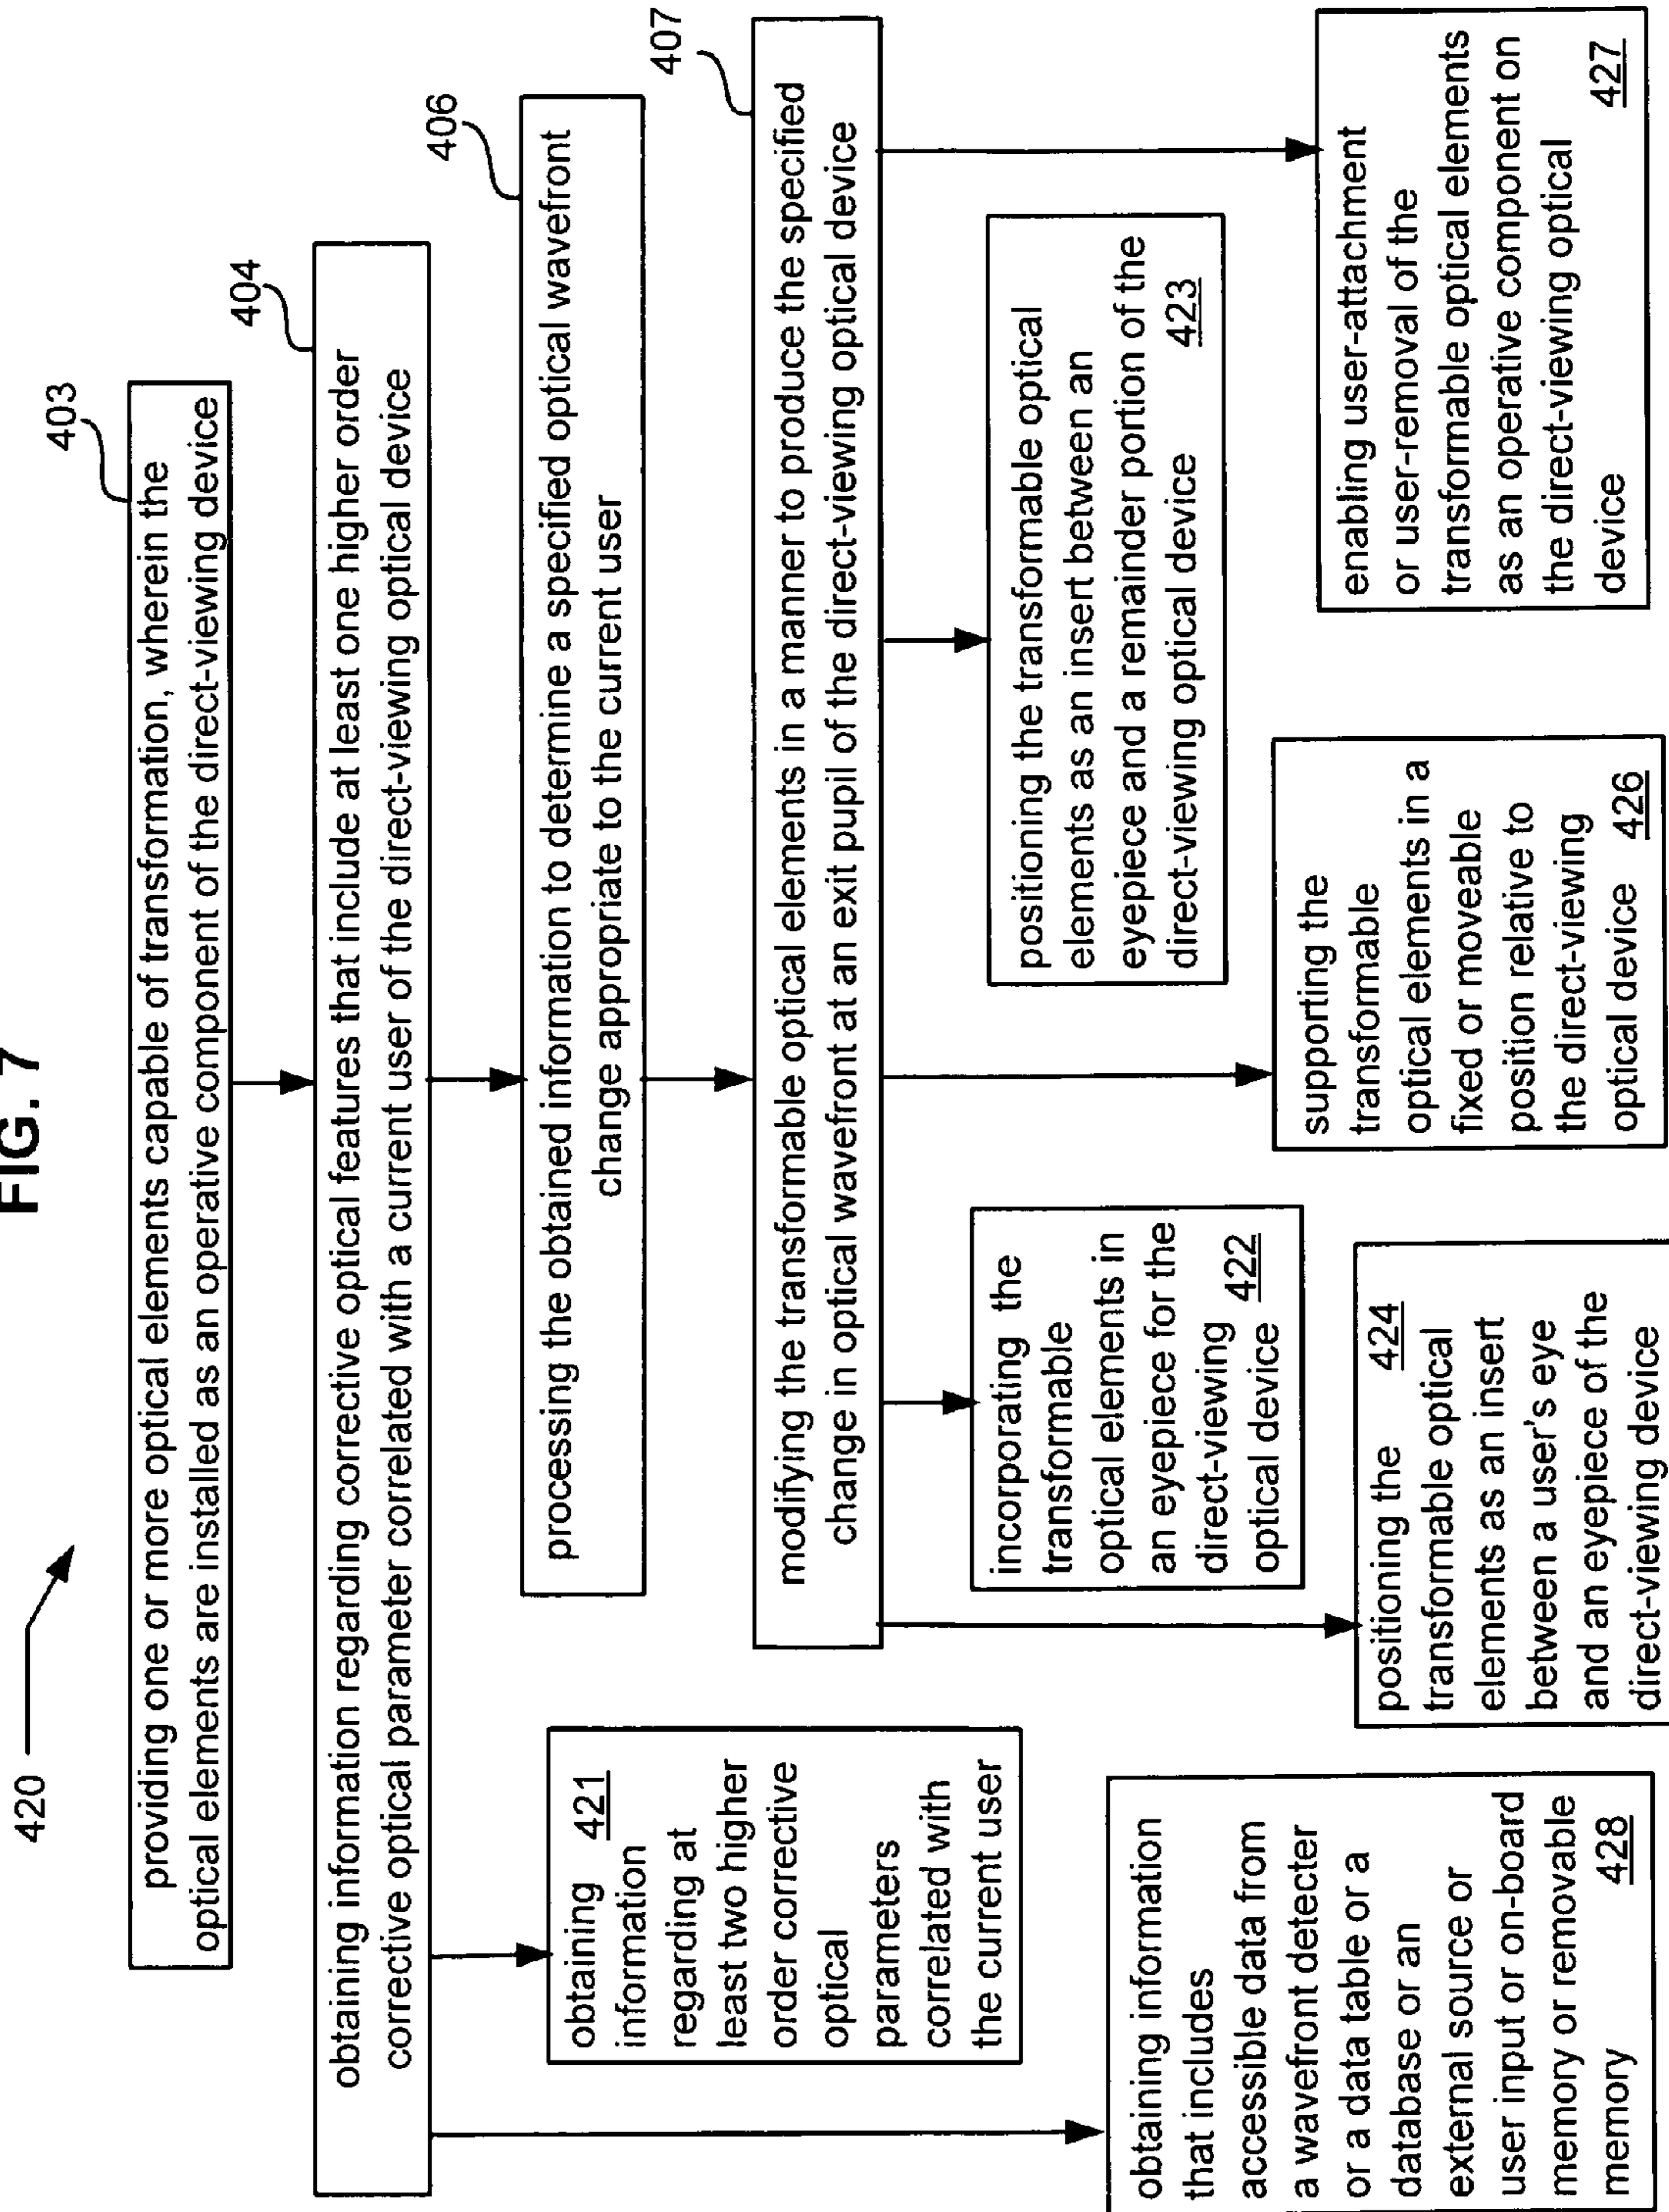 FIG. 7
420
403
providing one or more optical elements capable of transformation, wherein the
optical elements are installed as an operative component of the direct-viewing device
404
obtaining information regarding corrective optical features that include at least one higher order
corrective optical parameter correlated with a current user of the direct-viewing optical device
406
processing the obtained information to determine a specified optical wavefront
change appropriate to the current user
407
modifying the transformable optical elements in a manner to produce the specified
change in optical wavefront at an exit pupil of the direct-viewing optical device
obtaining 421
information
regarding at
least two higher
order corrective
optical
parameters
correlated with
the current user
incorporating the
transformable
optical elements in
an eyepiece for the
direct-viewing
optical device 422
positioning the transformable optical
elements as an insert between an
eyepiece and a remainder portion of the
direct-viewing optical device 423
obtaining information
that includes
accessible data from
a wavefront detecter
or a data table or a
database or an
external source or
user input or on-board
memory or removable
memory 428
positioning the 424
transformable optical
elements as an insert
between a user's eye
and an eyepiece of the
direct-viewing device
supporting the
transformable
optical elements in a
fixed or moveable
position relative to
the direct-viewing
optical device 426
enabling user-attachment
or user-removal of the
transformable optical elements
as an operative component on
the direct-viewing optical
device 427